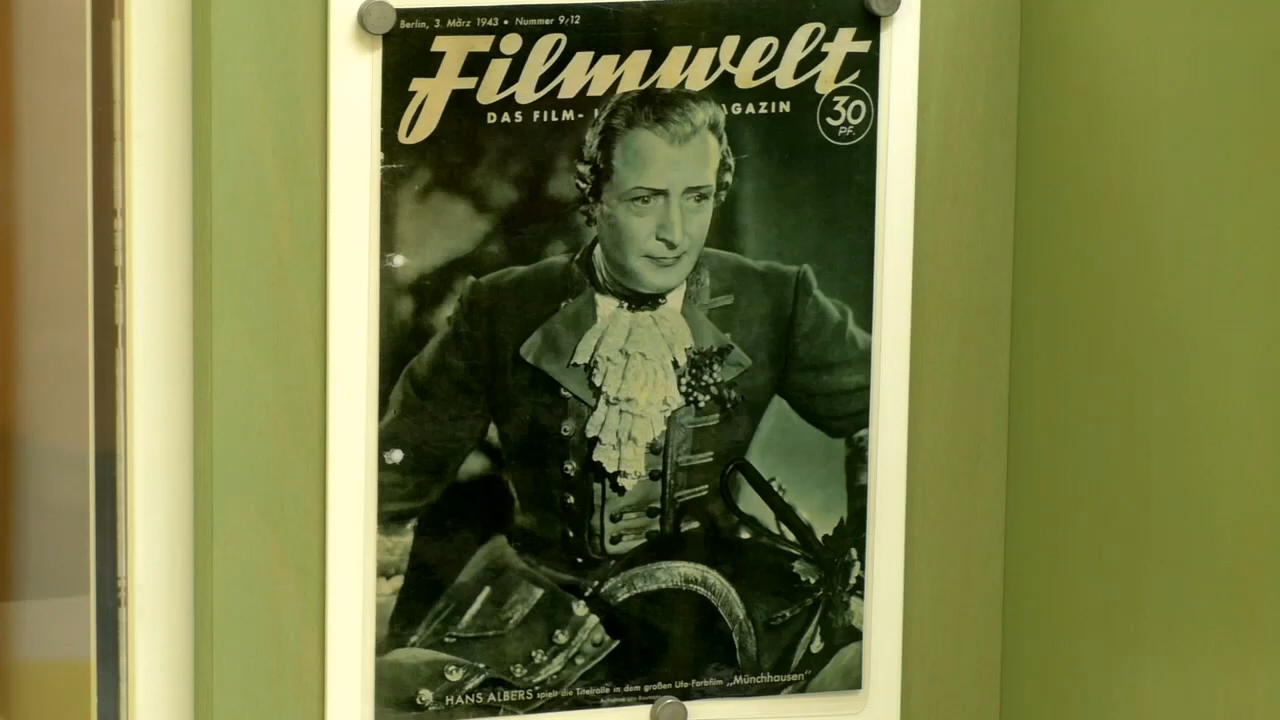 Berlin, 3. März 1943 • Nummer 9/12
Filmwelt
DAS FILM- AGAZIN
30
PF.
HANS ALBERS spielt die Titelrolle in dem großen Ufa-Farbfilm „Münchhausen"